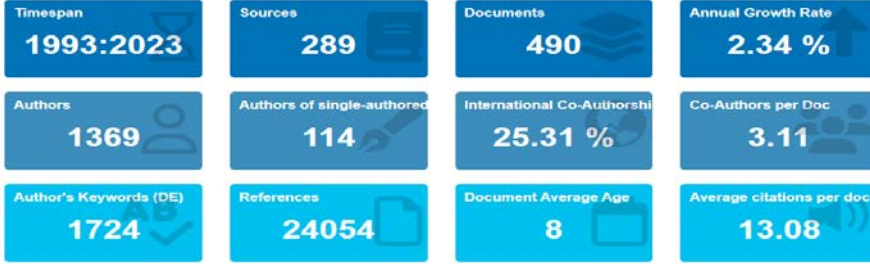 Timespan
1993:2023
Sources
289
Documents
490
Annual Growth Rate
2.34 %
Authors
1369
Authors of single-authored
114
International Co-Authorshi
25.31 %
Co-Authors per Doc
3.11
Author's Keywords (DE)
1724
References
24054
Document Average Age
8
Average citations per doc
13.08